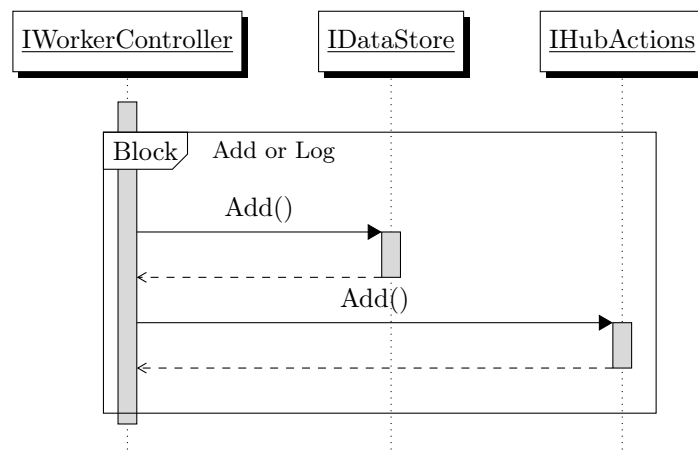 IWorkerController
IDataStore
IHubActions
Block
Add or Log
Add()
Add()